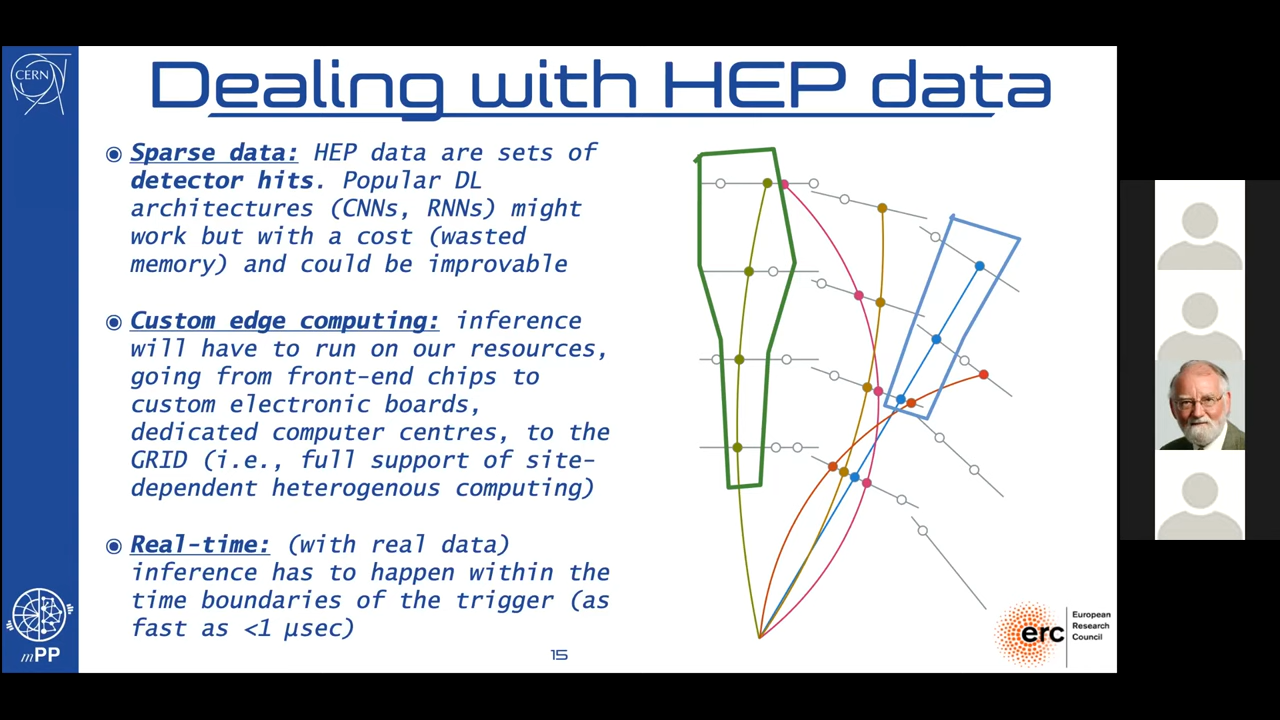 CERN
Dealing with HEP data
Sparse data: HEP data are sets of
detector hits. Popular DL
architectures (CNNs, RNNs) might
work but with a cost (wasted
memory) and could be improvable
Custom edge computing: inference
will have to run on our resources,
going from front-end chips to
custom electronic boards,
dedicated computer centres, to the
GRID (i.e., full support of site-
dependent heterogenous computing)
Real-time: (with real data)
inference has to happen within the
time boundaries of the trigger (as
fast as <1 μsec)
mPP
15
erc
European
Research
Council